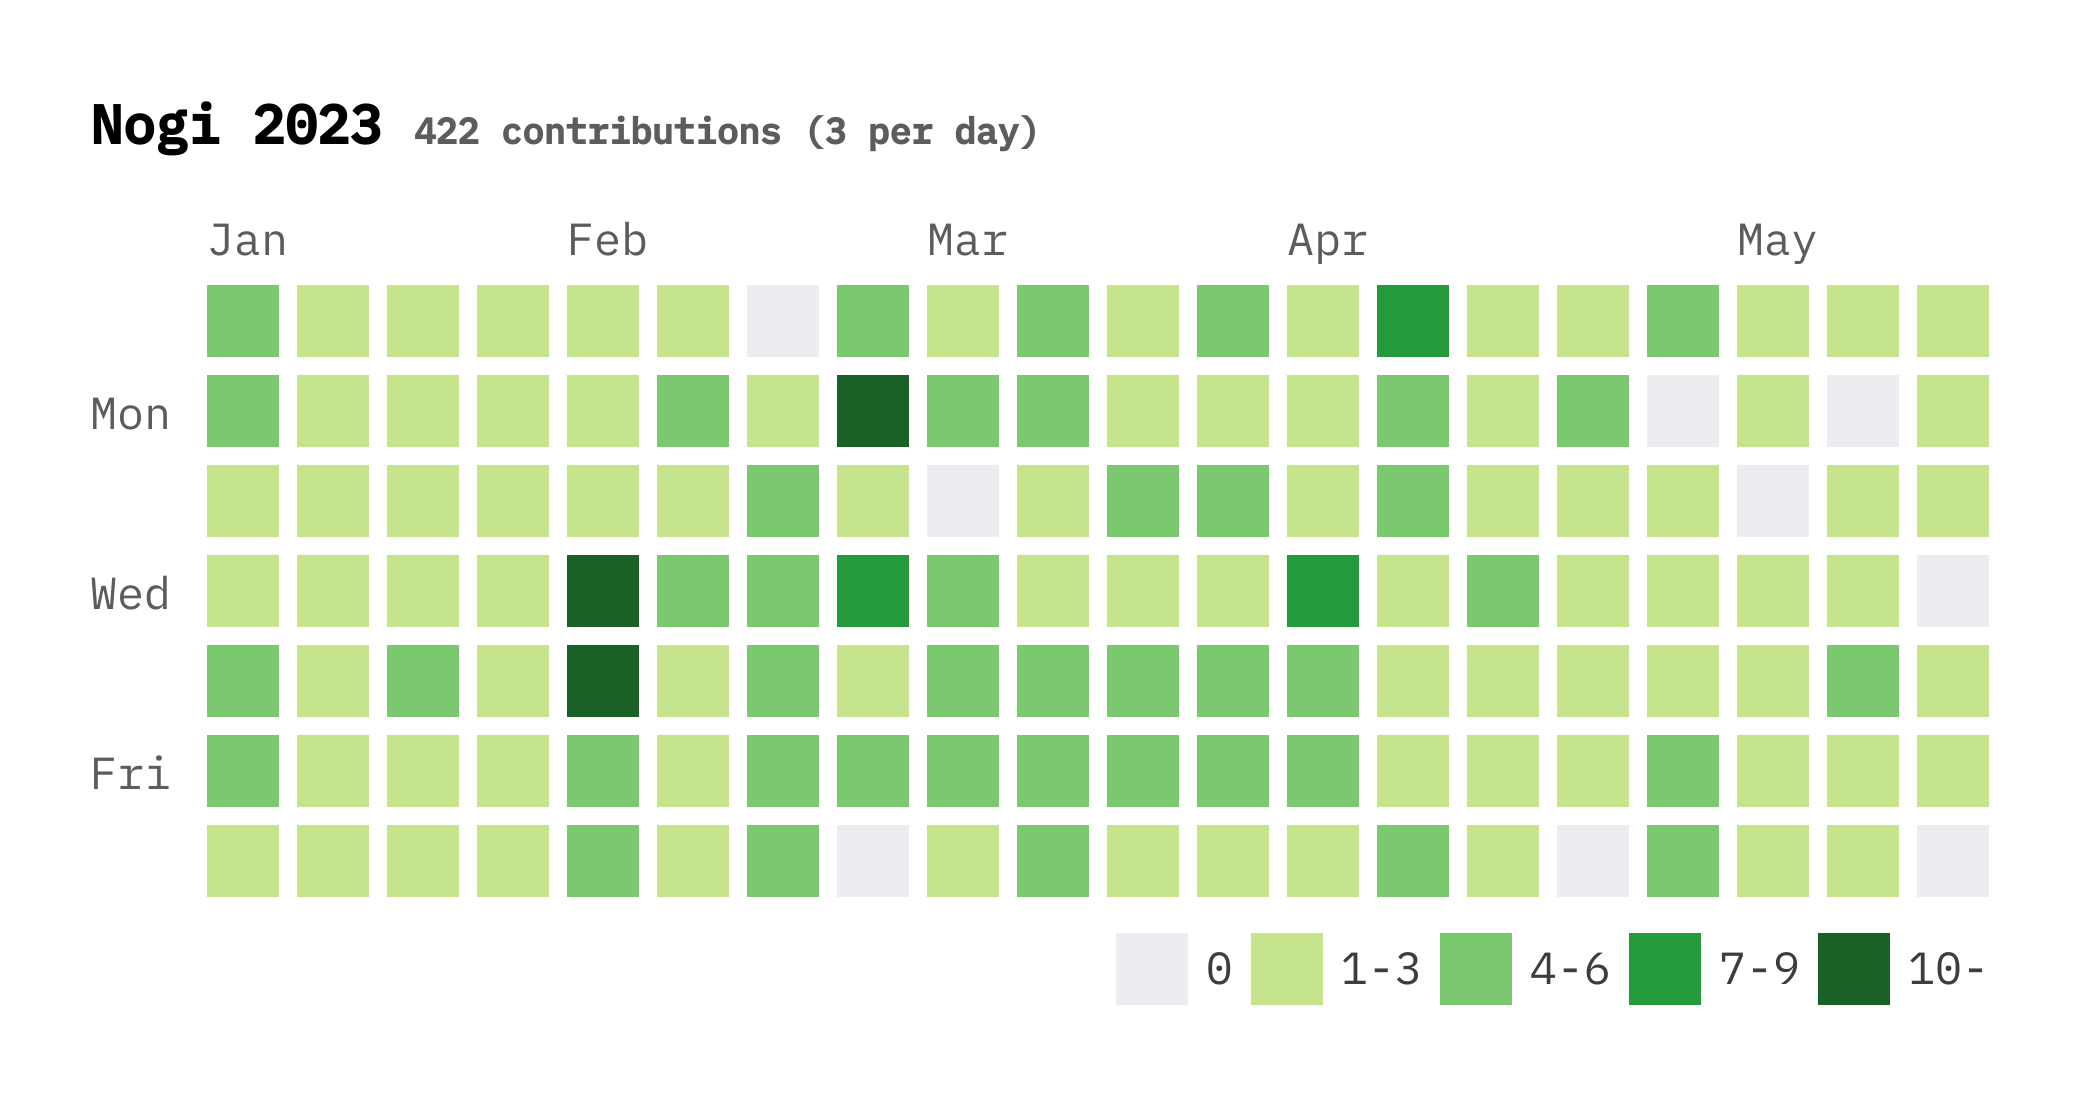 Nogi 2023 422 contributions (3 per day)
Jan Feb Mar Apr May
Mon
Wed
Fri
0 1-3 4-6 7-9 10-